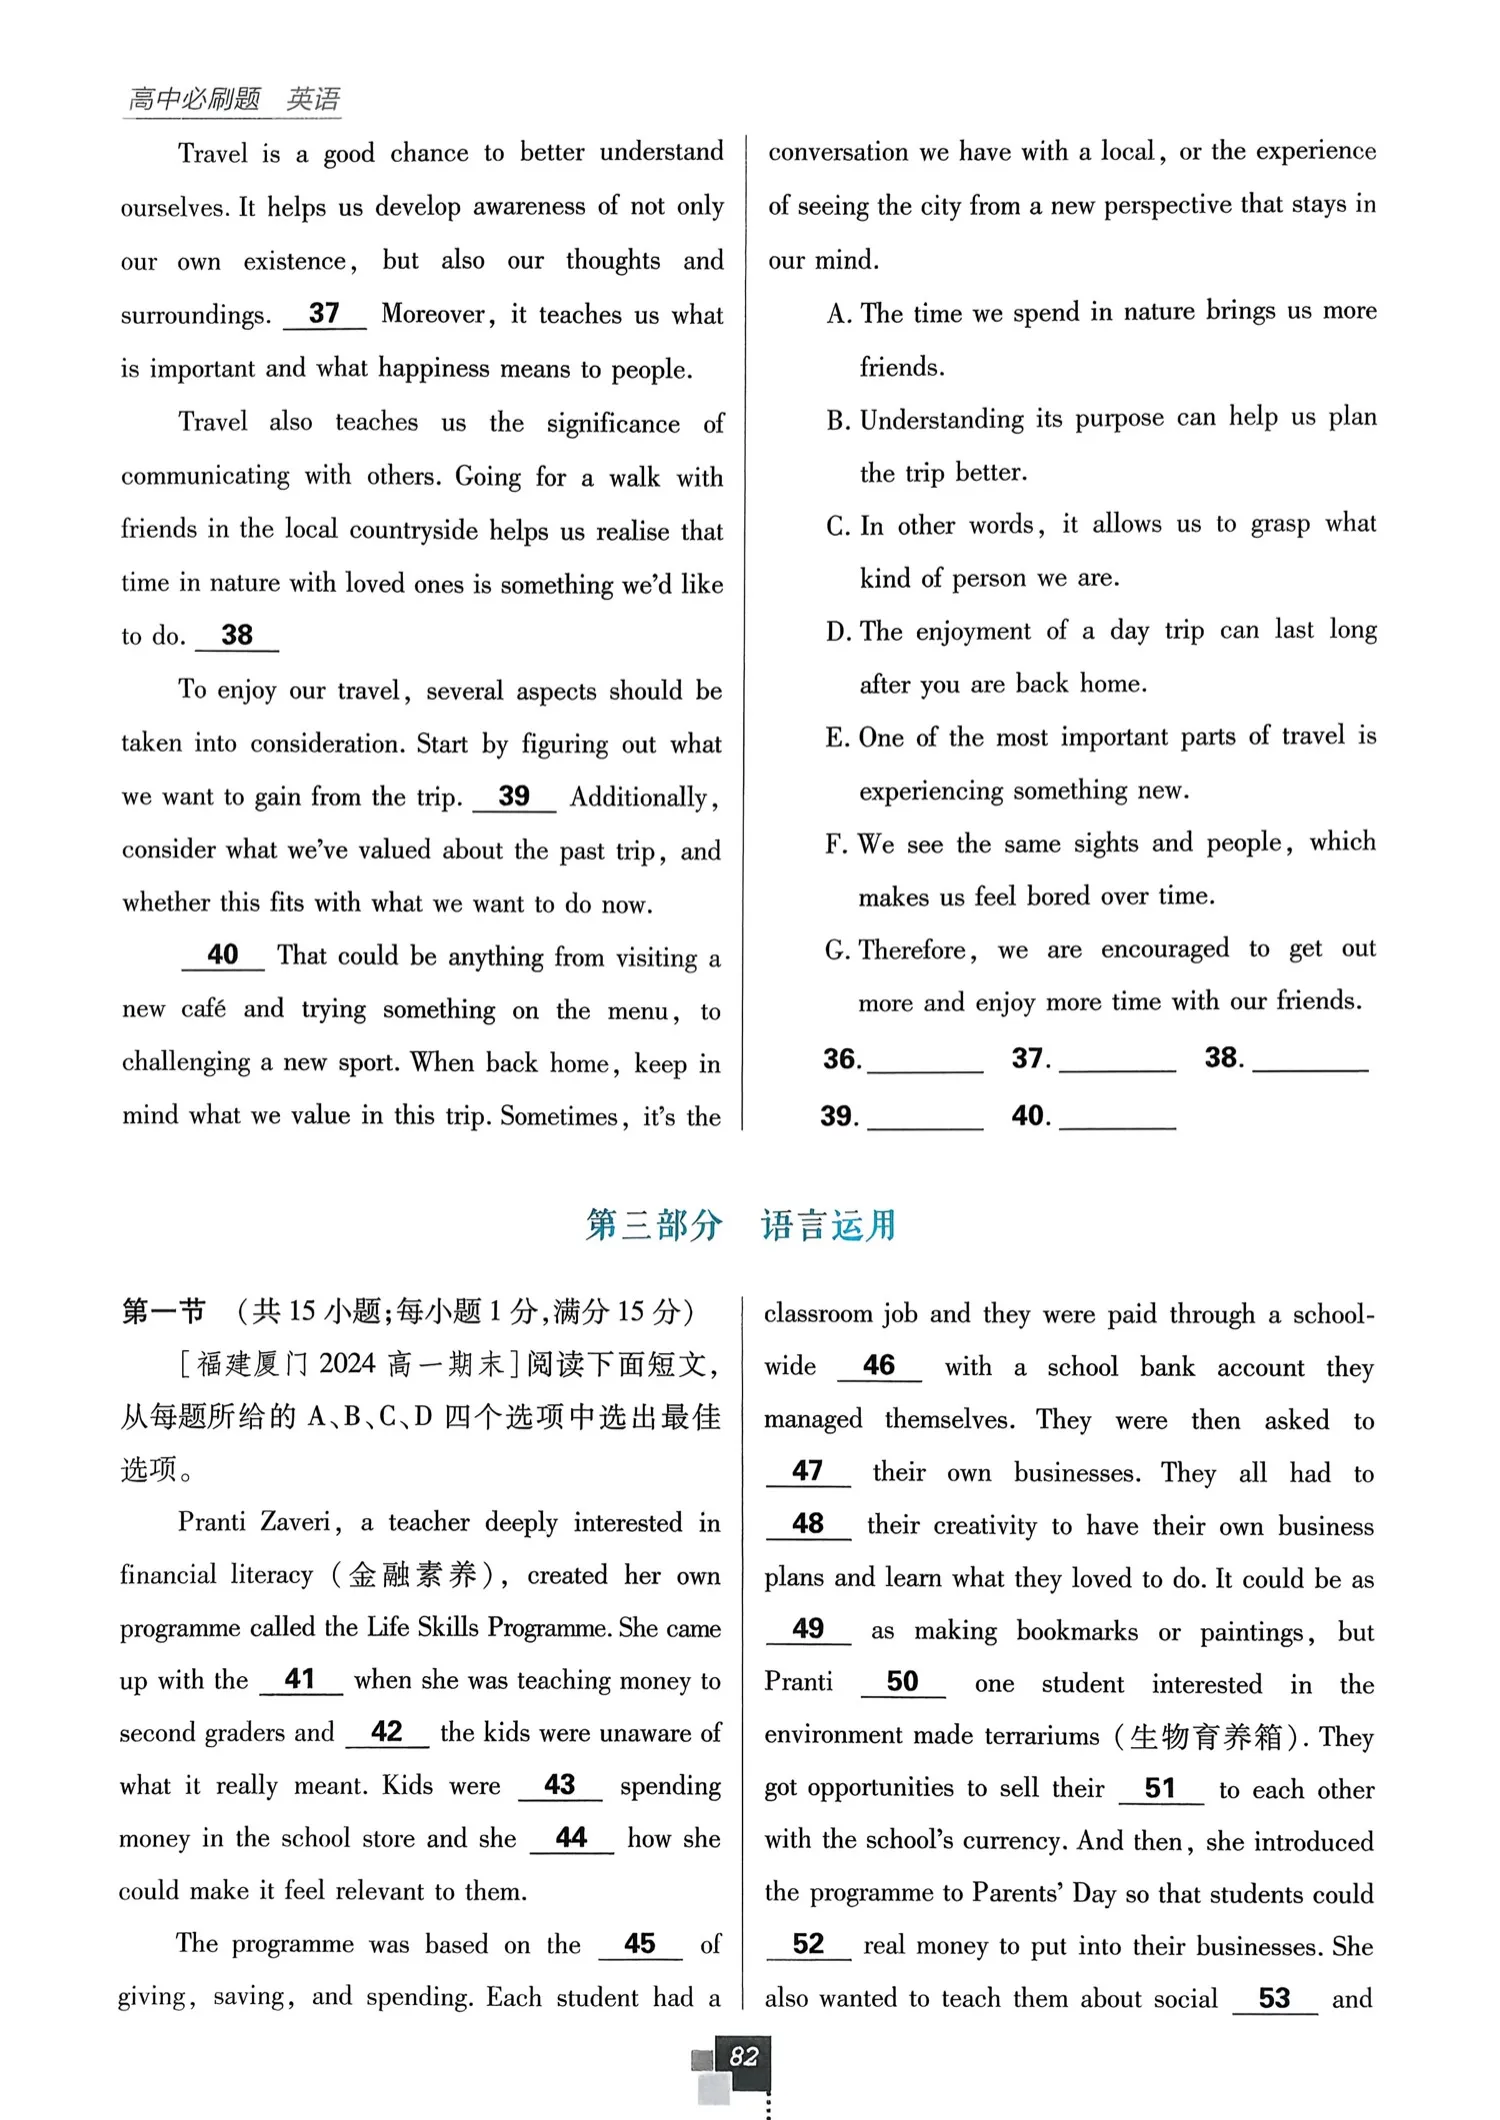 高中必刷题 英语
Travel is a good chance to better understand
ourselves. It helps us develop awareness of not only
our own existence, but also our thoughts and
surroundings. 37 Moreover, it teaches us what
is important and what happiness means to people.
Travel also teaches us the significance of
communicating with others. Going for a walk with
friends in the local countryside helps us realise that
time in nature with loved ones is something we'd like
to do. 38
To enjoy our travel, several aspects should be
taken into consideration. Start by figuring out what
we want to gain from the trip. 39 Additionally,
consider what we've valued about the past trip, and
whether this fits with what we want to do now.
40 That could be anything from visiting a
new café and trying something on the menu, to
challenging a new sport. When back home, keep in
mind what we value in this trip. Sometimes, it's the
conversation we have with a local, or the experience
of seeing the city from a new perspective that stays in
our mind.
A. The time we spend in nature brings us more
friends.
B. Understanding its purpose can help us plan
the trip better.
C. In other words, it allows us to grasp what
kind of person we are.
D. The enjoyment of a day trip can last long
after you are back home.
E. One of the most important parts of travel is
experiencing something new.
F. We see the same sights and people, which
makes us feel bored over time.
G. Therefore, we are encouraged to get out
more and enjoy more time with our friends.
36. 37. 38.
39. 40.
第三部分 语言运用
第一节 (共15小题;每小题1分,满分15分)
[福建厦门2024高一期末]阅读下面短文,
从每题所给的A、B、C、D四个选项中选出最佳
选项。
Pranti Zaveri, a teacher deeply interested in
financial literacy (金融素养), created her own
programme called the Life Skills Programme. She came
up with the 41 when she was teaching money to
second graders and 42 the kids were unaware of
what it really meant. Kids were 43 spending
money in the school store and she 44 how she
could make it feel relevant to them.
The programme was based on the 45 of
giving, saving, and spending. Each student had a
classroom job and they were paid through a school-
wide 46 with a school bank account they
managed themselves. They were then asked to
47 their own businesses. They all had to
48 their creativity to have their own business
plans and learn what they loved to do. It could be as
49 as making bookmarks or paintings, but
Pranti 50 one student interested in the
environment made terrariums (生物育养箱). They
got opportunities to sell their 51 to each other
with the school's currency. And then, she introduced
the programme to Parents' Day so that students could
52 real money to put into their businesses. She
also wanted to teach them about social 53 and
82